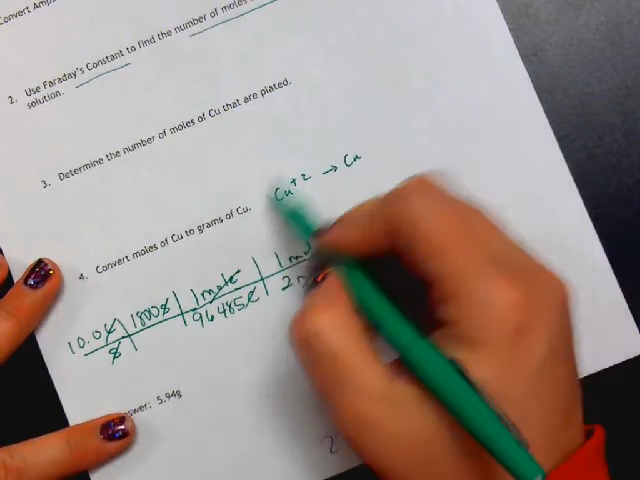 Convert Amp
2. Use Faraday's Constant to find the number of moles
solution.
3. Determine the number of moles of Cu that are plated.
Cu+2 → Cu
4. Convert moles of Cu to grams of Cu.
10.0C | 1800s | 1 mole | 1 mol
s | 96485C | 2
swer: 5.94g
2